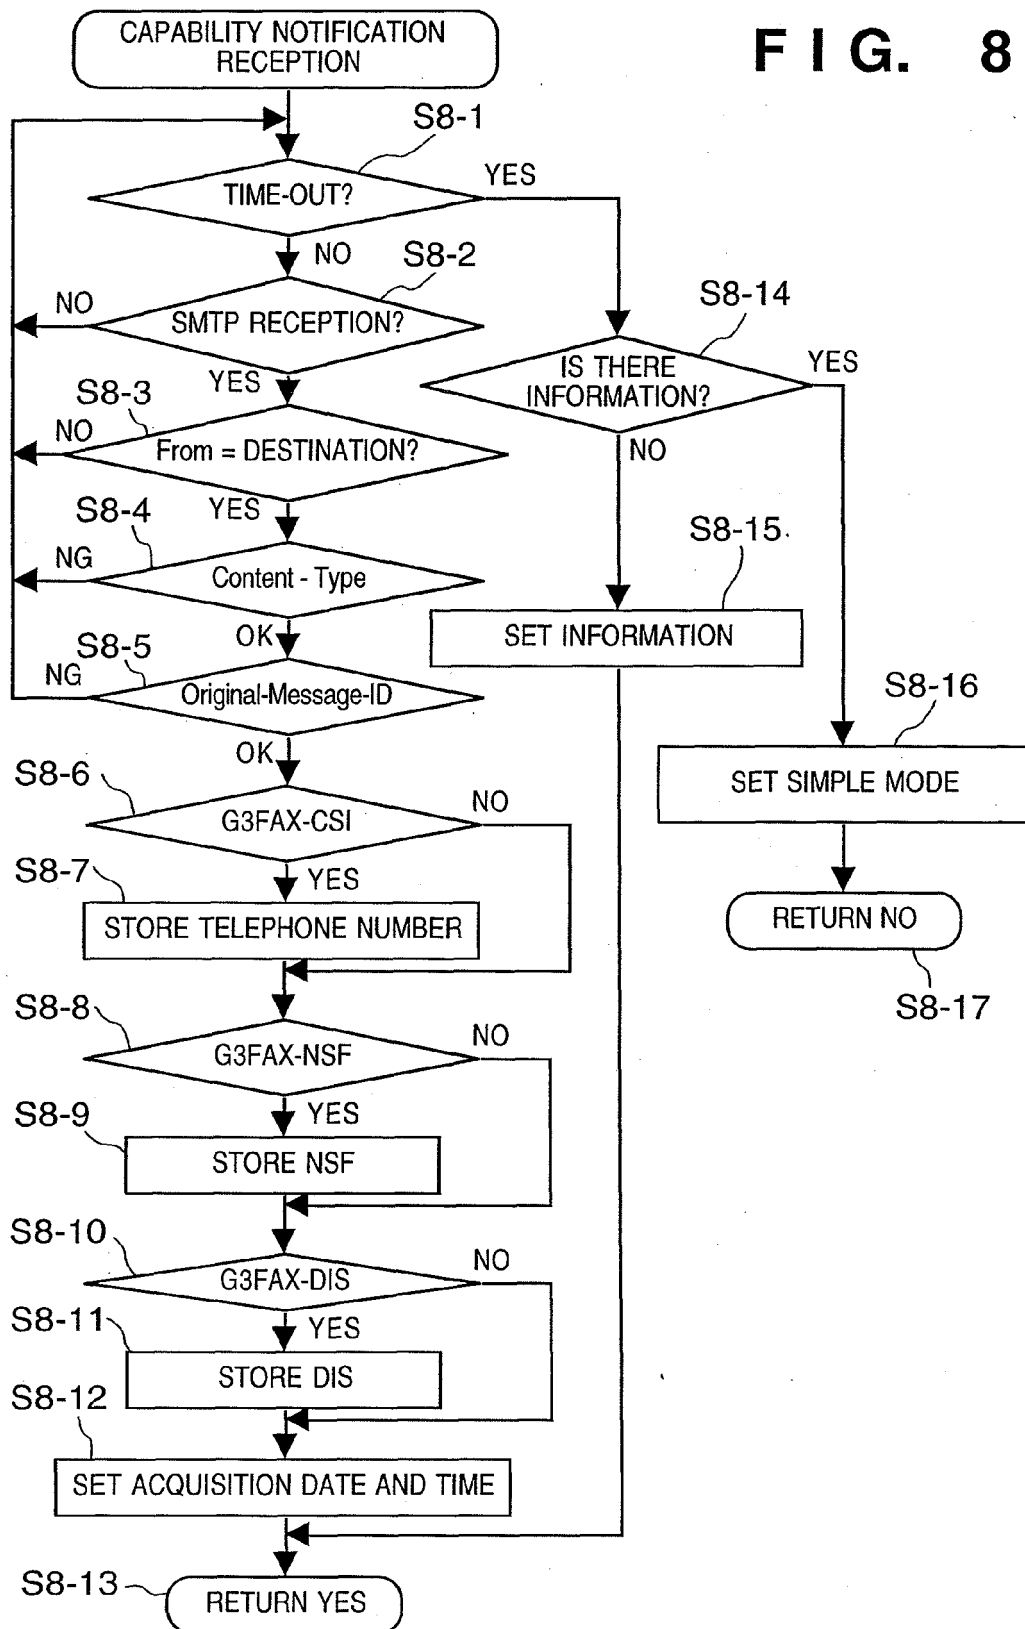 CAPABILITY NOTIFICATION
RECEPTION
FIG. 8
S8-1
TIME-OUT?
YES
NO
S8-2
SMTP RECEPTION?
NO
YES
S8-14
IS THERE
INFORMATION?
YES
NO
S8-3
From = DESTINATION?
NO
YES
S8-4
Content - Type
NG
OK
S8-15
SET INFORMATION
S8-5
Original-Message-ID
NG
OK
S8-16
SET SIMPLE MODE
S8-6
G3FAX-CSI
NO
YES
S8-7
STORE TELEPHONE NUMBER
RETURN NO
S8-17
S8-8
G3FAX-NSF
NO
YES
S8-9
STORE NSF
S8-10
G3FAX-DIS
NO
YES
S8-11
STORE DIS
S8-12
SET ACQUISITION DATE AND TIME
S8-13
RETURN YES